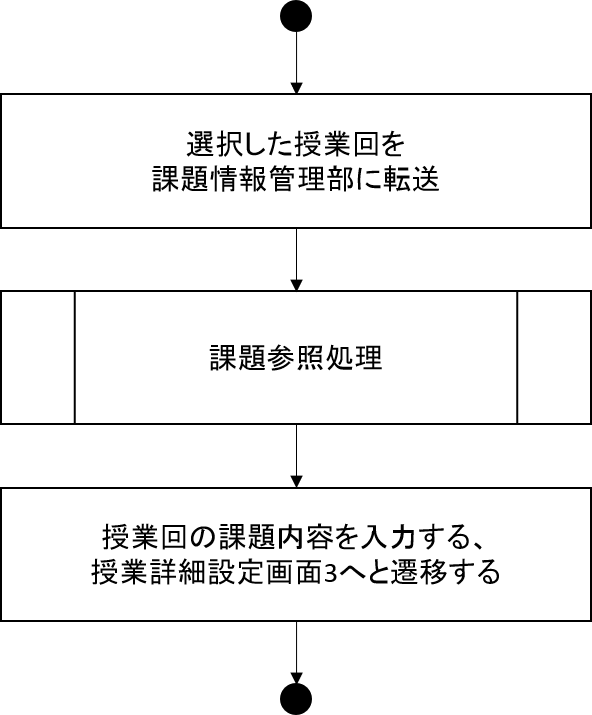 選択した授業回を
課題情報管理部に転送
課題参照処理
授業回の課題内容を入力する、
授業詳細設定画面3へと遷移する